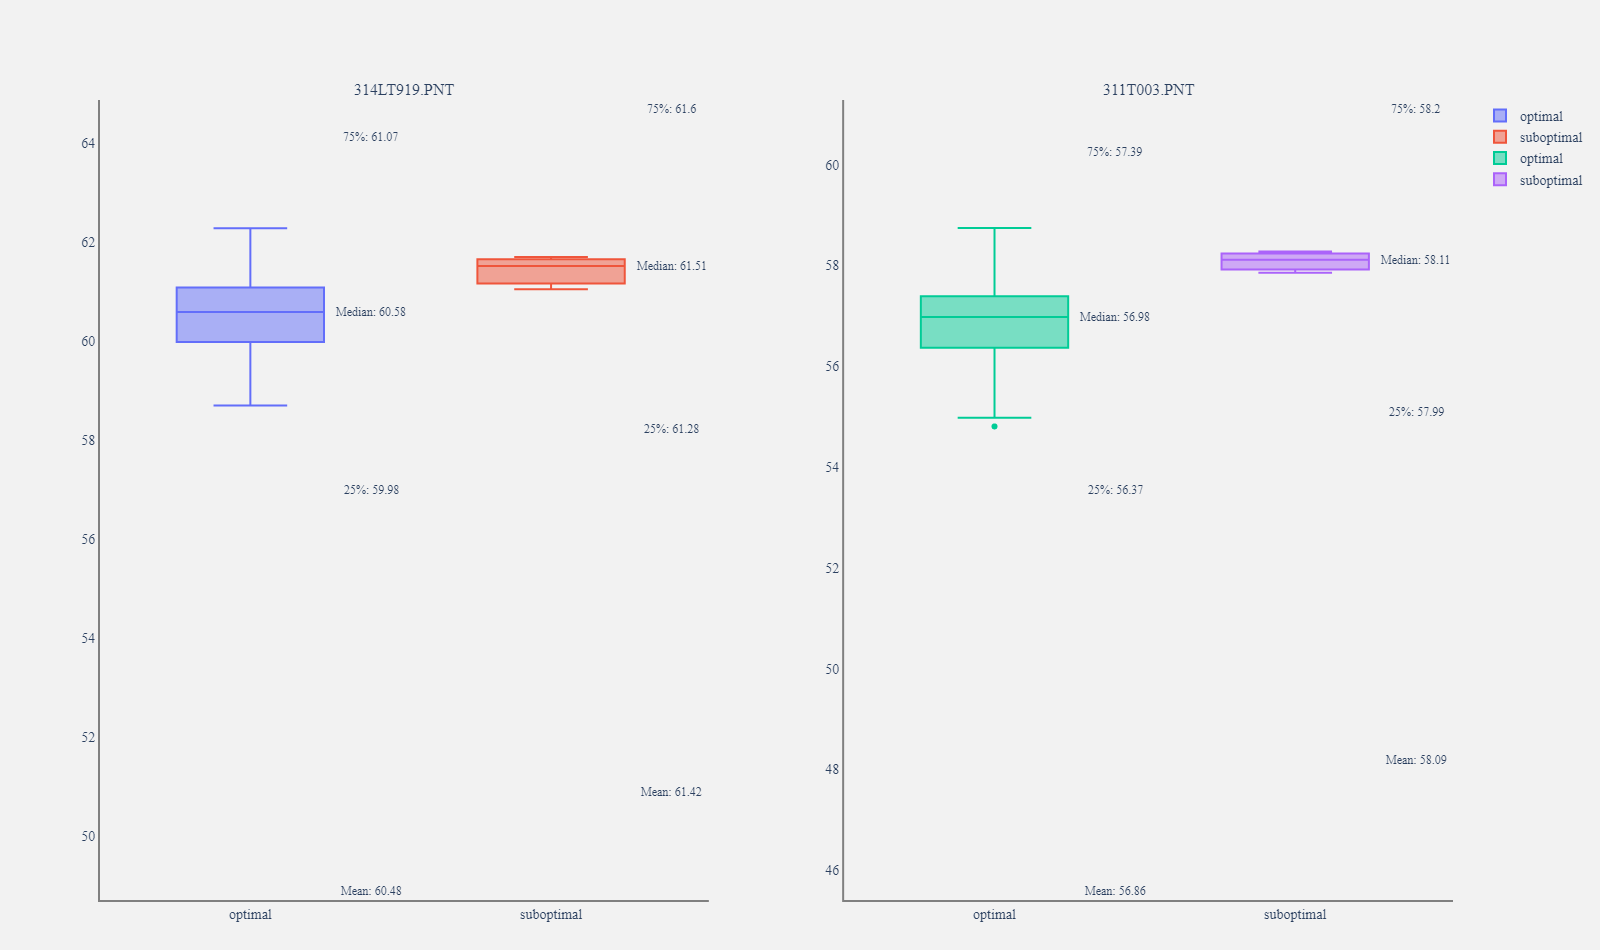 314LT919.PNT
75%: 61.6
75%: 61.07
64
62
60
58
56
54
52
50
Median: 61.51
Median: 60.58
25%: 61.28
25%: 59.98
Mean: 61.42
Mean: 60.48
optimal
suboptimal
311T003.PNT
75%: 58.2
75%: 57.39
60
58
56
54
52
50
48
46
Median: 58.11
Median: 56.98
25%: 57.99
25%: 56.37
Mean: 58.09
Mean: 56.86
optimal
suboptimal
optimal
suboptimal
optimal
suboptimal